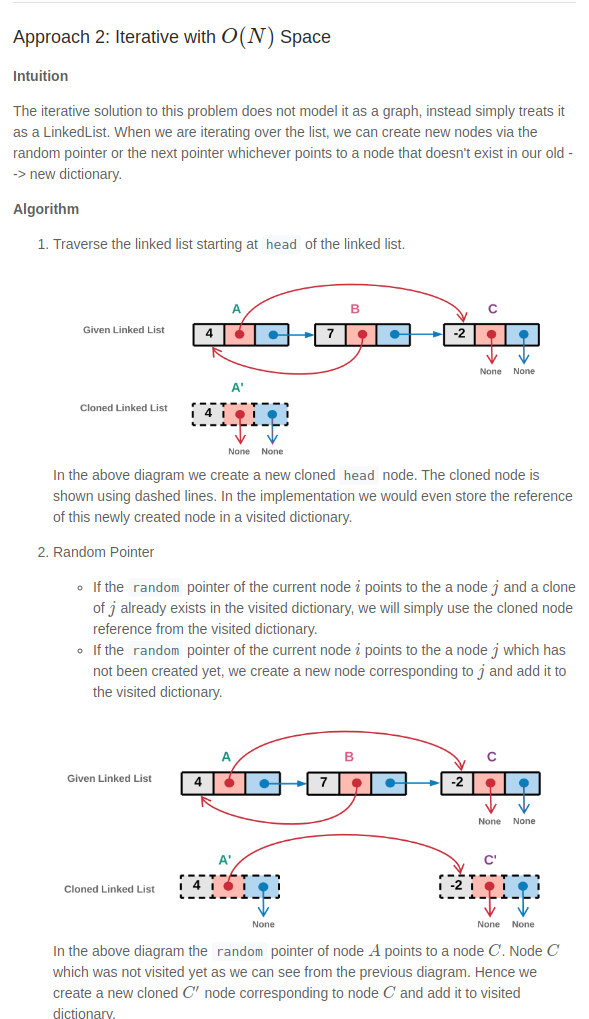 Approach 2: Iterative with O(N) Space
Intuition
The iterative solution to this problem does not model it as a graph, instead simply treats it
as a LinkedList. When we are iterating over the list, we can create new nodes via the
random pointer or the next pointer whichever points to a node that doesn't exist in our old -
-> new dictionary.
Algorithm
1. Traverse the linked list starting at head of the linked list.
A B C
Given Linked List 4 7 -2
None None
A'
Cloned Linked List 4
None None
In the above diagram we create a new cloned head node. The cloned node is
shown using dashed lines. In the implementation we would even store the reference
of this newly created node in a visited dictionary.
2. Random Pointer
If the random pointer of the current node i points to the a node j and a clone
of j already exists in the visited dictionary, we will simply use the cloned node
reference from the visited dictionary.
If the random pointer of the current node i points to the a node j which has
not been created yet, we create a new node corresponding to j and add it to
the visited dictionary.
A B C
Given Linked List 4 7 -2
None None
A' C'
Cloned Linked List 4 -2
None None None
In the above diagram the random pointer of node A points to a node C. Node C
which was not visited yet as we can see from the previous diagram. Hence we
create a new cloned C' node corresponding to node C and add it to visited
dictionary.